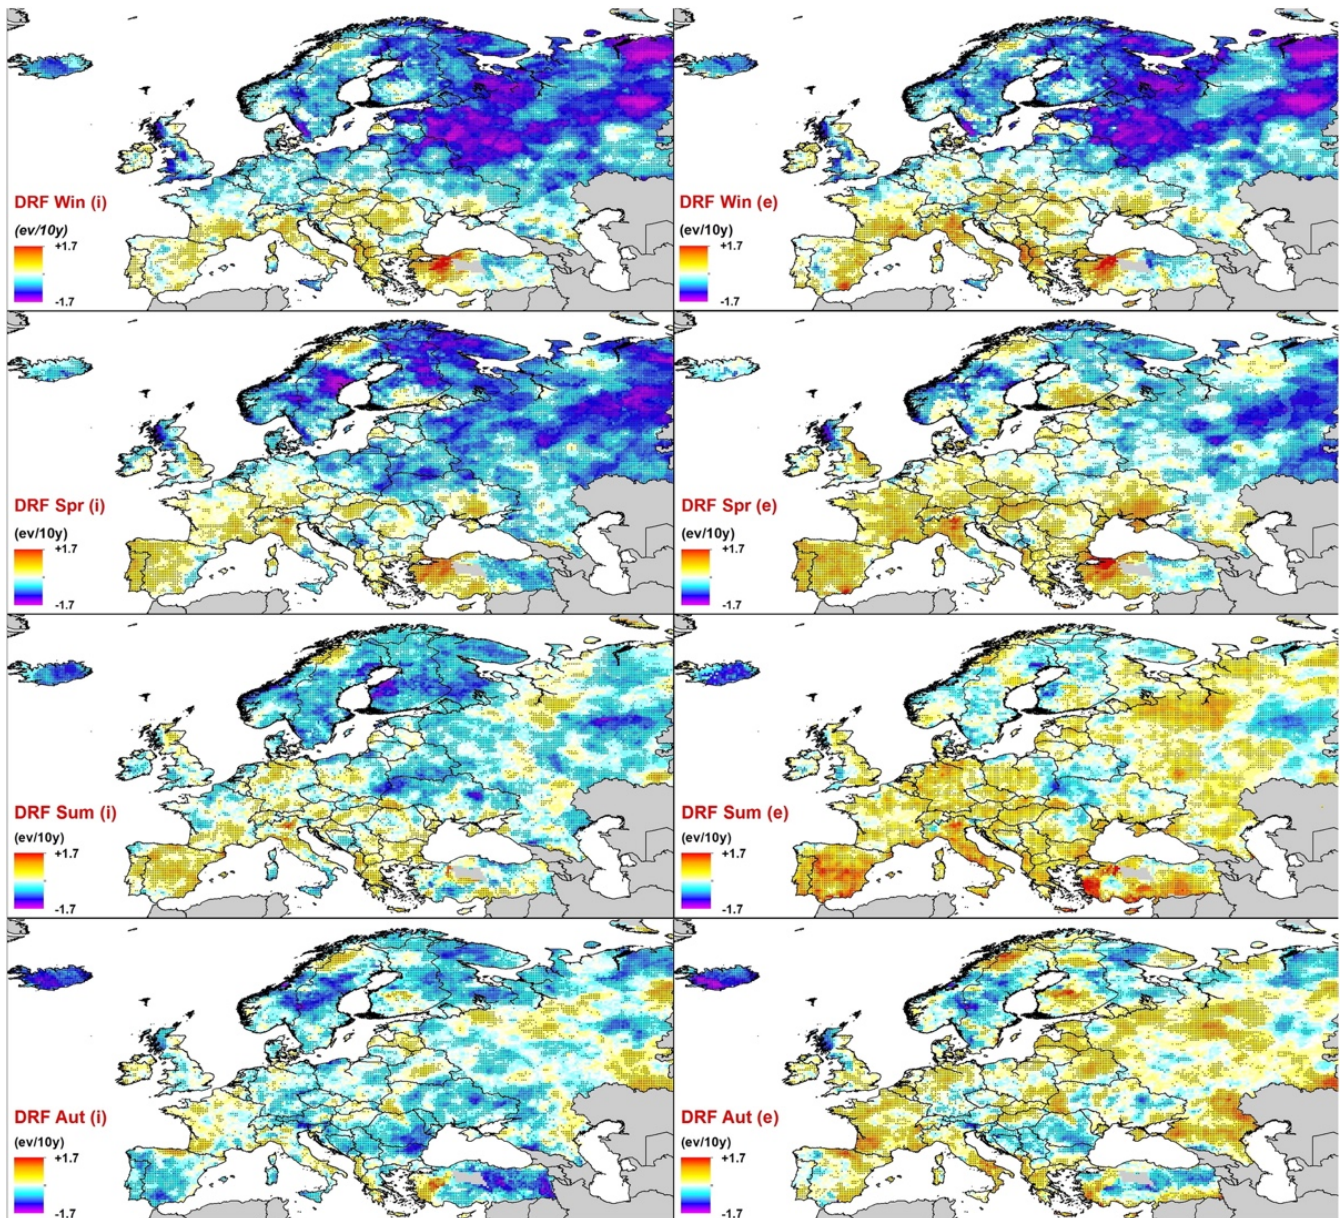 DRF Win (i)
(ev/10y)
+1.7
-1.7
DRF Win (e)
(ev/10y)
+1.7
-1.7
DRF Spr (i)
(ev/10y)
+1.7
-1.7
DRF Spr (e)
(ev/10y)
+1.7
-1.7
DRF Sum (i)
(ev/10y)
+1.7
-1.7
DRF Sum (e)
(ev/10y)
+1.7
-1.7
DRF Aut (i)
(ev/10y)
+1.7
-1.7
DRF Aut (e)
(ev/10y)
+1.7
-1.7